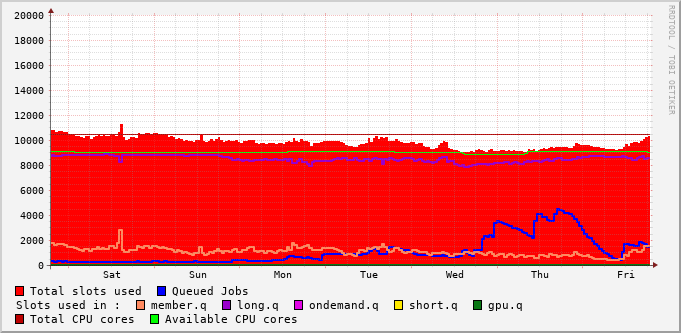 20000
18000
16000
14000
12000
10000
8000
6000
4000
2000
0
Sat Sun Mon Tue Wed Thu Fri
Total slots used Queued Jobs
Slots used in : member.q long.q ondemand.q short.q gpu.q
Total CPU cores Available CPU cores
RRDTOOL / TOBI OETIKER